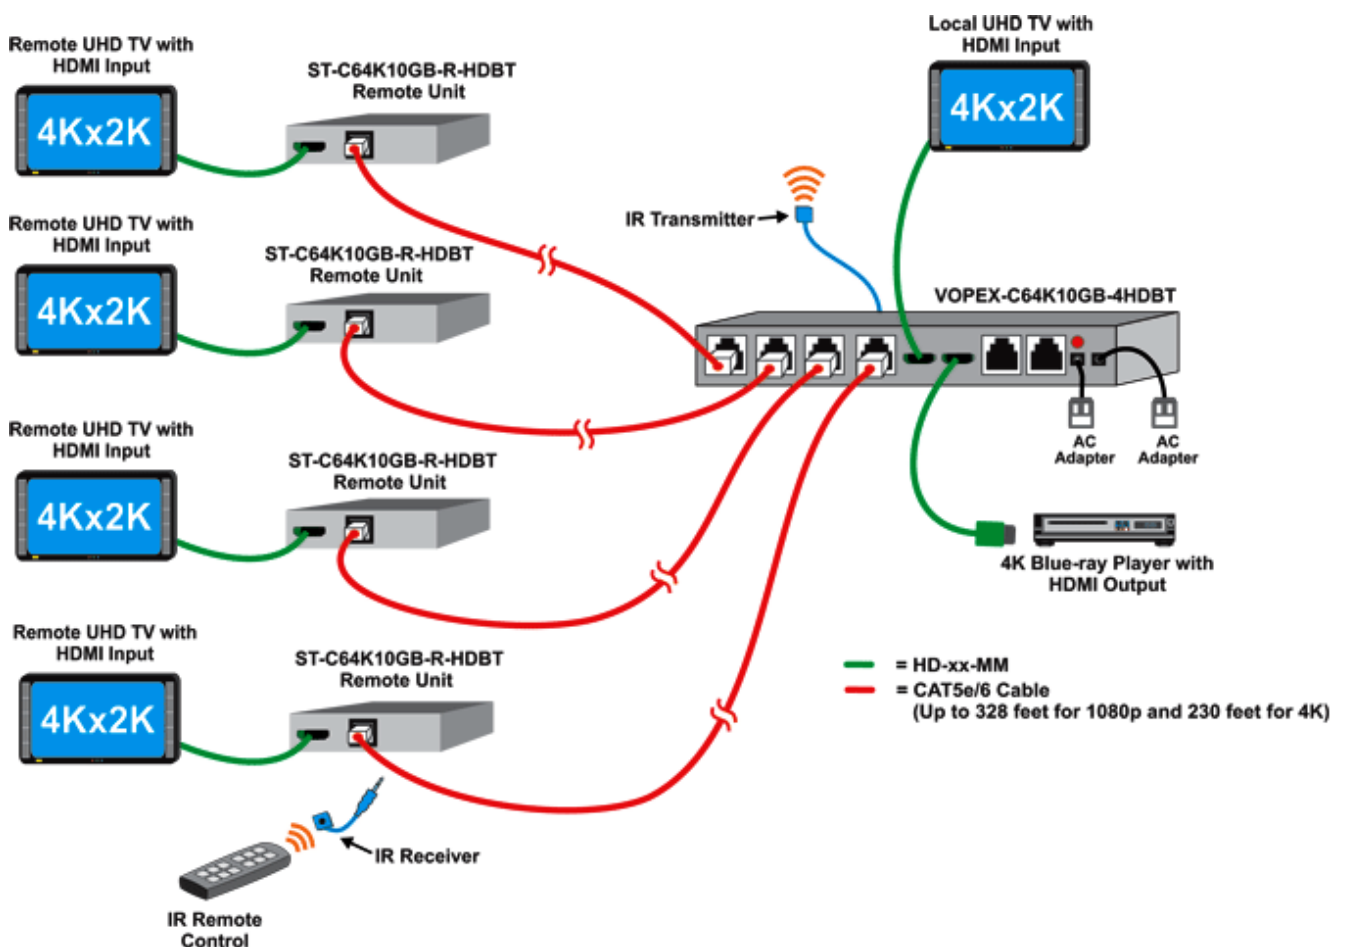 Remote UHD TV with
HDMI Input
4Kx2K
ST-C64K10GB-R-HDBT
Remote Unit
Local UHD TV with
HDMI Input
4Kx2K
IR Transmitter
Remote UHD TV with
HDMI Input
4Kx2K
ST-C64K10GB-R-HDBT
Remote Unit
VOPEX-C64K10GB-4HDBT
AC
Adapter
AC
Adapter
Remote UHD TV with
HDMI Input
4Kx2K
ST-C64K10GB-R-HDBT
Remote Unit
4K Blue-ray Player with
HDMI Output
Remote UHD TV with
HDMI Input
4Kx2K
ST-C64K10GB-R-HDBT
Remote Unit
= HD-xx-MM
= CAT5e/6 Cable
(Up to 328 feet for 1080p and 230 feet for 4K)
IR Receiver
IR Remote
Control